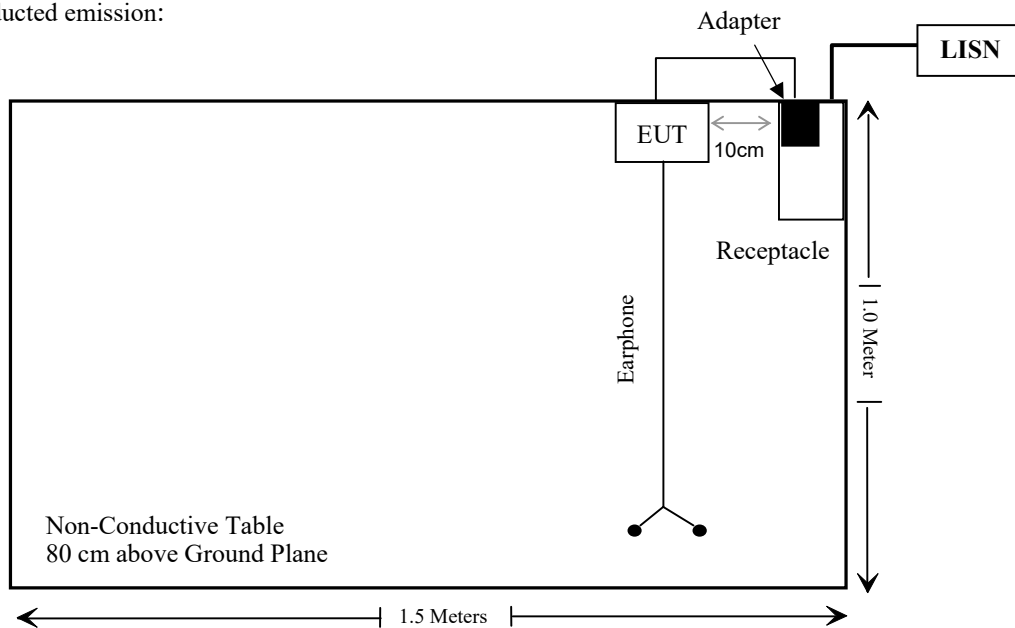 ducted emission:
Adapter
LISN
EUT
10cm
Receptacle
Earphone
1.0 Meter
Non-Conductive Table
80 cm above Ground Plane
1.5 Meters